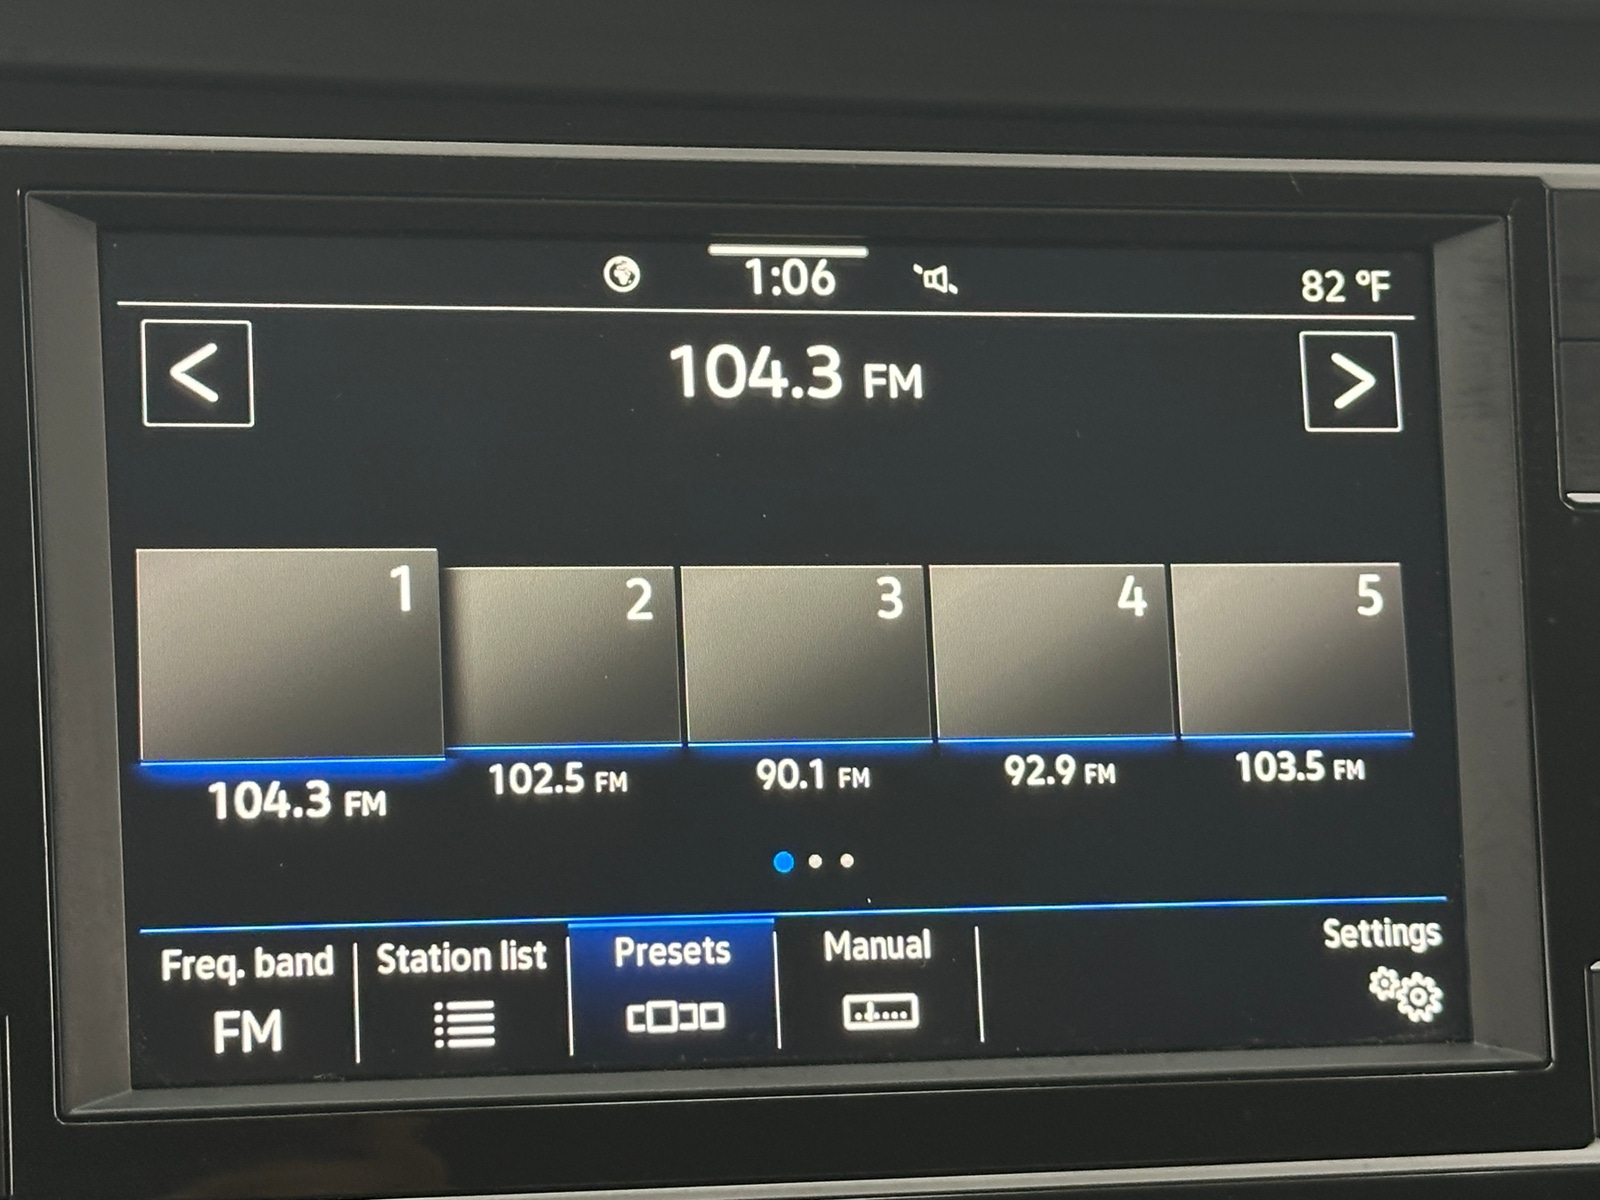 1:06
82 °F
< 104.3 FM >
1 2 3 4 5
104.3 FM 102.5 FM 90.1 FM 92.9 FM 103.5 FM
Freq. band Station list Presets Manual Settings
FM